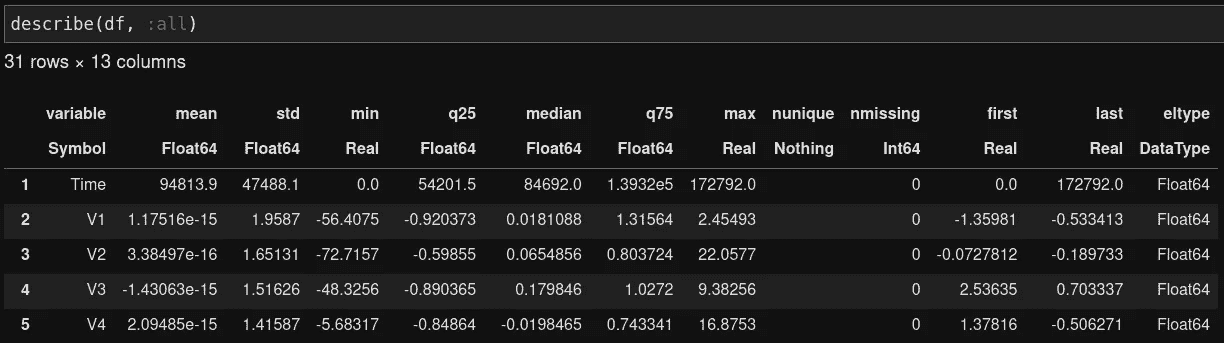 describe(df, :all)
31 rows × 13 columns
variable mean std min q25 median q75 max nunique nmissing first last eltype
Symbol Float64 Float64 Real Float64 Float64 Float64 Real Nothing Int64 Real Real DataType
1 Time 94813.9 47488.1 0.0 54201.5 84692.0 1.3932e5 172792.0 0 0.0 172792.0 Float64
2 V1 1.17516e-15 1.9587 -56.4075 -0.920373 0.0181088 1.31564 2.45493 0 -1.35981 -0.533413 Float64
3 V2 3.38497e-16 1.65131 -72.7157 -0.59855 0.0654856 0.803724 22.0577 0 -0.0727812 -0.189733 Float64
4 V3 -1.43063e-15 1.51626 -48.3256 -0.890365 0.179846 1.0272 9.38256 0 2.53635 0.703337 Float64
5 V4 2.09485e-15 1.41587 -5.68317 -0.84864 -0.0198465 0.743341 16.8753 0 1.37816 -0.506271 Float64